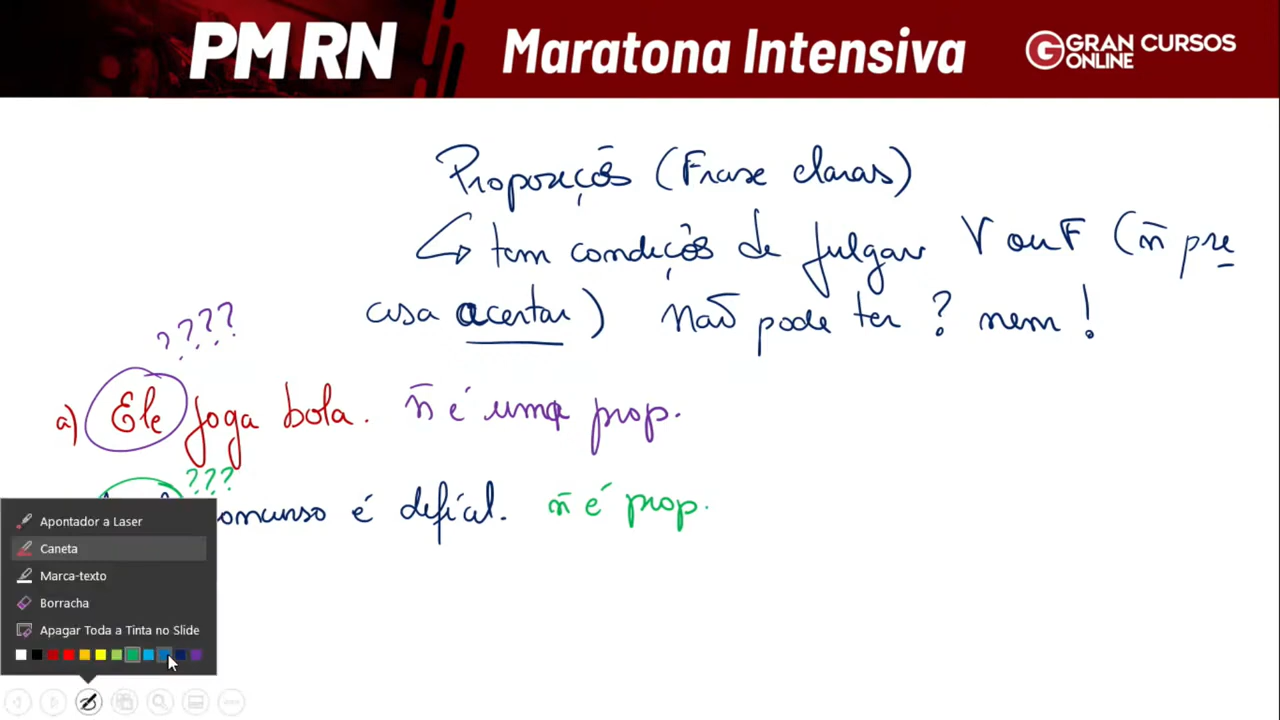 PM RN Maratona Intensiva GRAN CURSOS ONLINE
Proposições (Frase claras)
↳ tem condições de julgar V ou F (ñ pre
cisa acertar) não pode ter ? nem !
????
a) Ele joga bola. ñ é uma prop.
???
concurso é difícil. ñ é prop.
Apontador a Laser
Caneta
Marca-texto
Borracha
Apagar Toda a Tinta no Slide